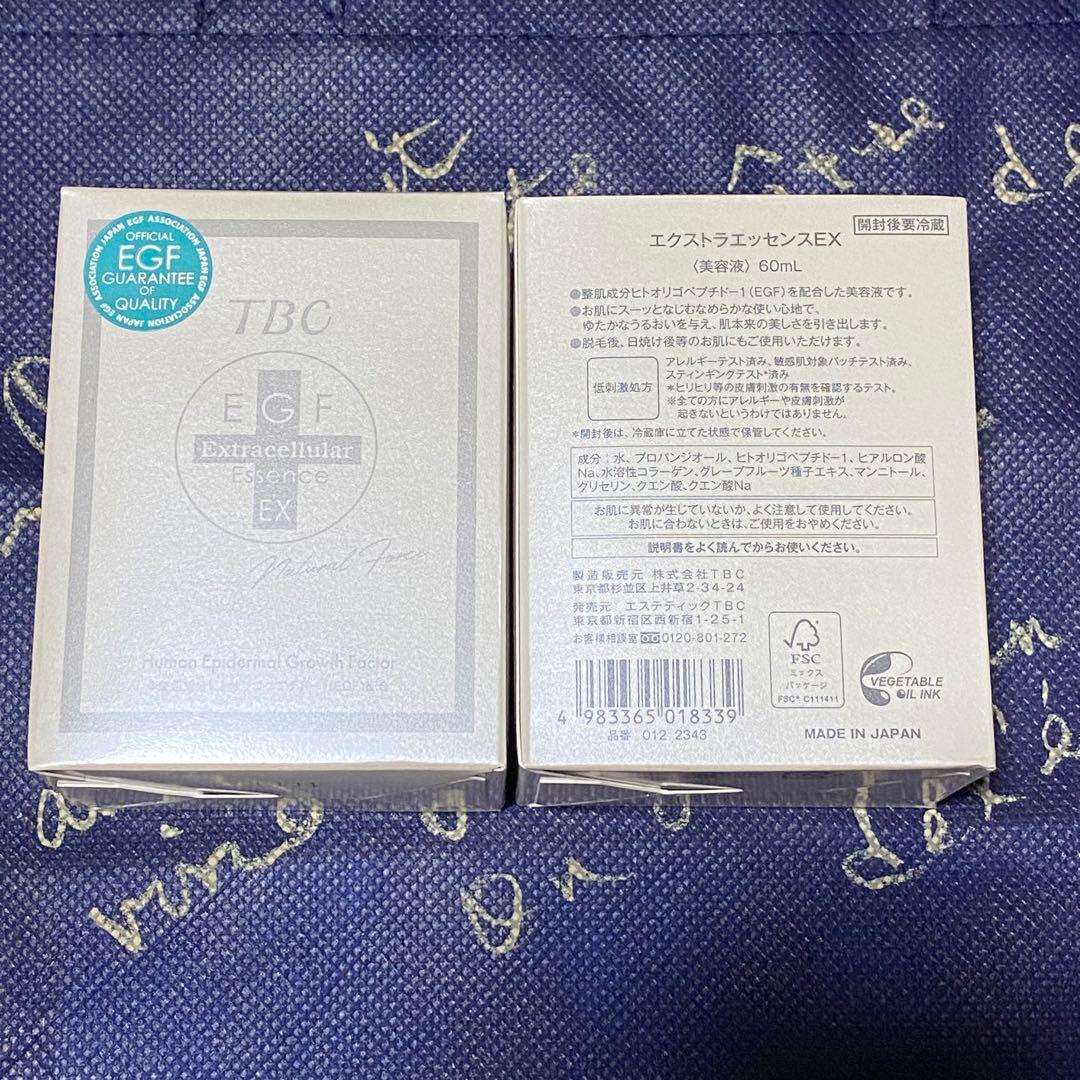 JAPAN EGF ASSOCIATION JAPAN EGF ASSOCIATION JAPAN EGF ASSOCIATION
OFFICIAL
EGF
GUARANTEE
OF
QUALITY
TBC
EGF
Extracellular
Essence
EX
Natural Face
Human Epidermal Growth Factor
開封後要冷蔵
エクストラエッセンスEX
〈美容液〉 60mL
●整肌成分ヒトオリゴペプチドー1(EGF)を配合した美容液です。
●お肌にスーッとなじむなめらかな使い心地で、
ゆたかなうるおいを与え、肌本来の美しさを引き出します。
●脱毛後、日焼け後等のお肌にもご使用いただけます。
低刺激処方
アレルギーテスト済み、敏感肌対象パッチテスト済み、
スティンギングテスト*済み
*ヒリヒリ等の皮膚刺激の有無を確認するテスト。
※全ての方にアレルギーや皮膚刺激が
起きないというわけではありません。
*開封後は、冷蔵庫に立てた状態で保管してください。
成分:水、プロパンジオール、ヒトオリゴペプチドー1、ヒアルロン酸
Na、水溶性コラーゲン、グレープフルーツ種子エキス、マンニトール、
グリセリン、クエン酸、クエン酸Na
お肌に異常が生じていないか、よく注意して使用してください。
お肌に合わないときは、ご使用をおやめください。
説明書をよく読んでからお使いください。
製造販売元 株式会社TBC
東京都杉並区上井草2-34-24
発売元 エステティックTBC
東京都新宿区西新宿1-25-1
お客様相談室 0120-801-272
4 983365 018339
品番 012 2343
FSC
ミックス
パッケージ
FSC® C111411
VEGETABLE
OIL INK
MADE IN JAPAN